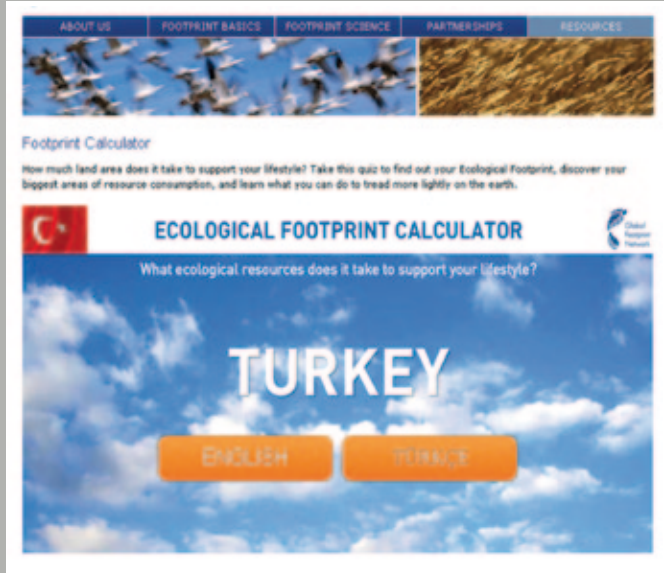 ABOUT US FOOTPRINT BASICS FOOTPRINT SCIENCE PARTNERSHIPS RESOURCES
Footprint Calculator
How much land area does it take to support your lifestyle? Take this quiz to find out your Ecological Footprint, discover your
biggest areas of resource consumption, and learn what you can do to tread more lightly on the earth.
ECOLOGICAL FOOTPRINT CALCULATOR
Global
Footprint
Network
What ecological resources does it take to support your lifestyle?
TURKEY
ENGLISH